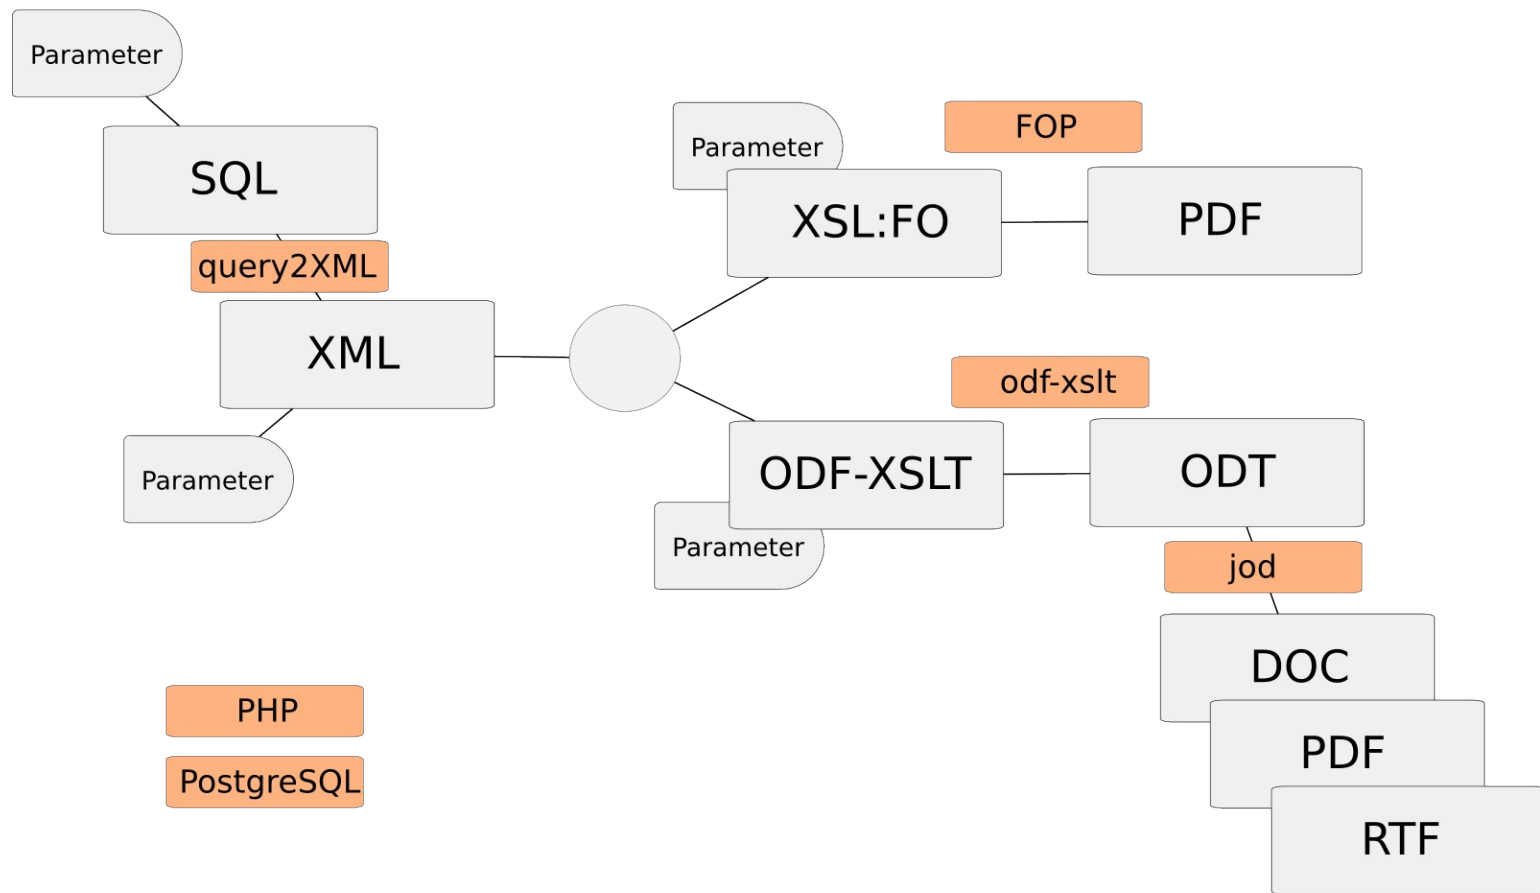 Parameter
SQL
query2XML
XML
Parameter
Parameter
XSL:FO
FOP
PDF
odf-xslt
ODF-XSLT
Parameter
ODT
jod
DOC
PDF
RTF
PHP
PostgreSQL